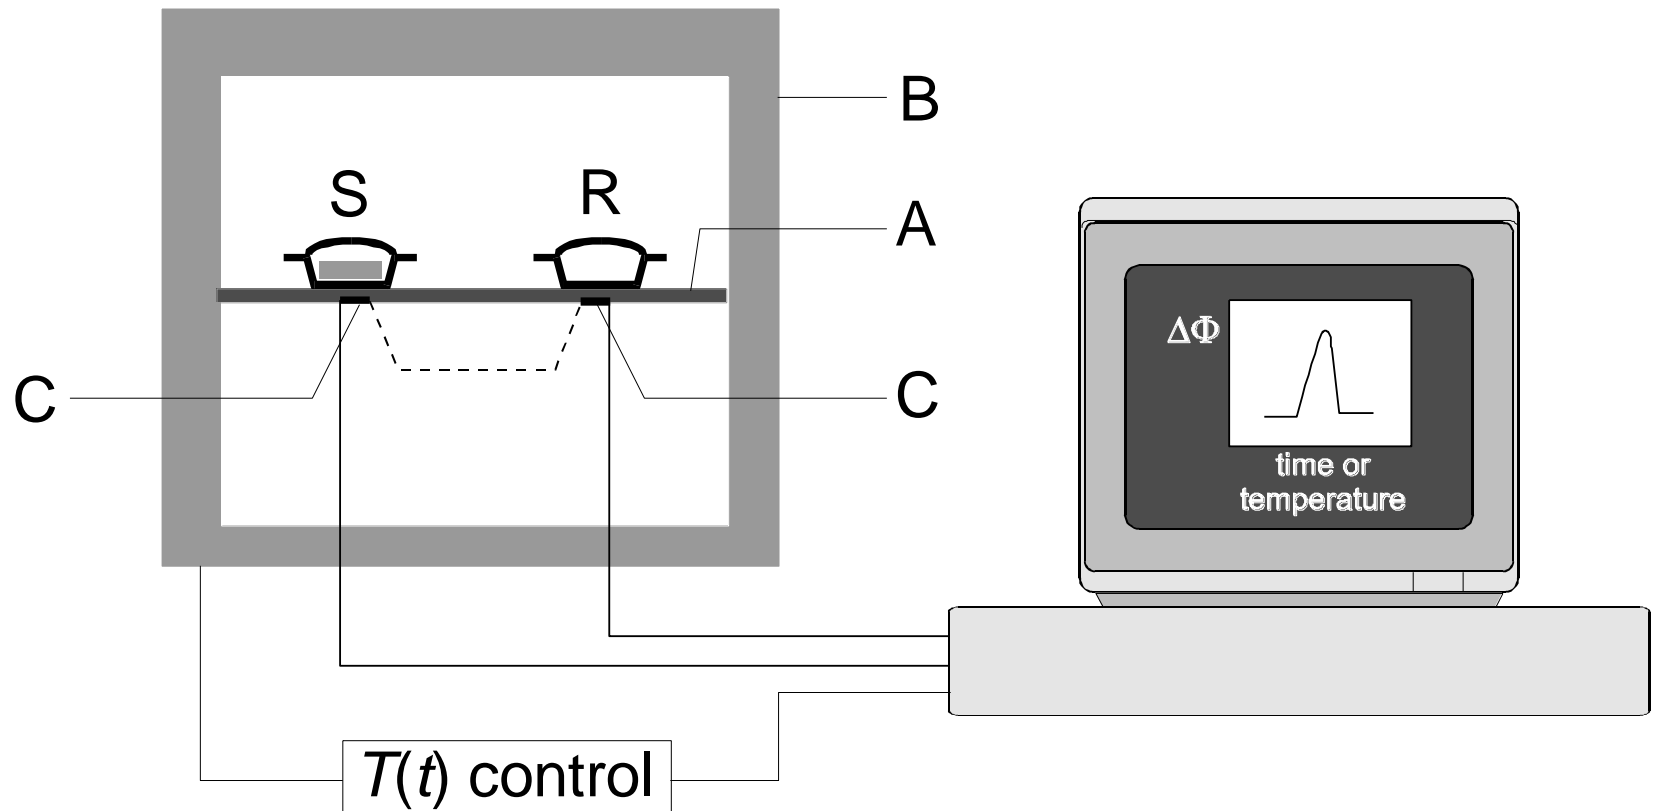 B
S
R
A
C
C
ΔΦ
time or
temperature
T(t) control